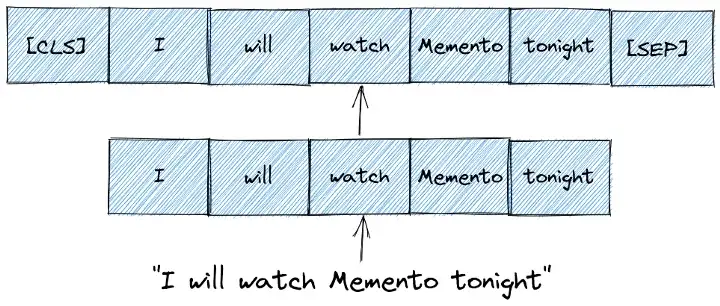 [CLS] I will watch Memento tonight [SEP]
I will watch Memento tonight
"I will watch Memento tonight"